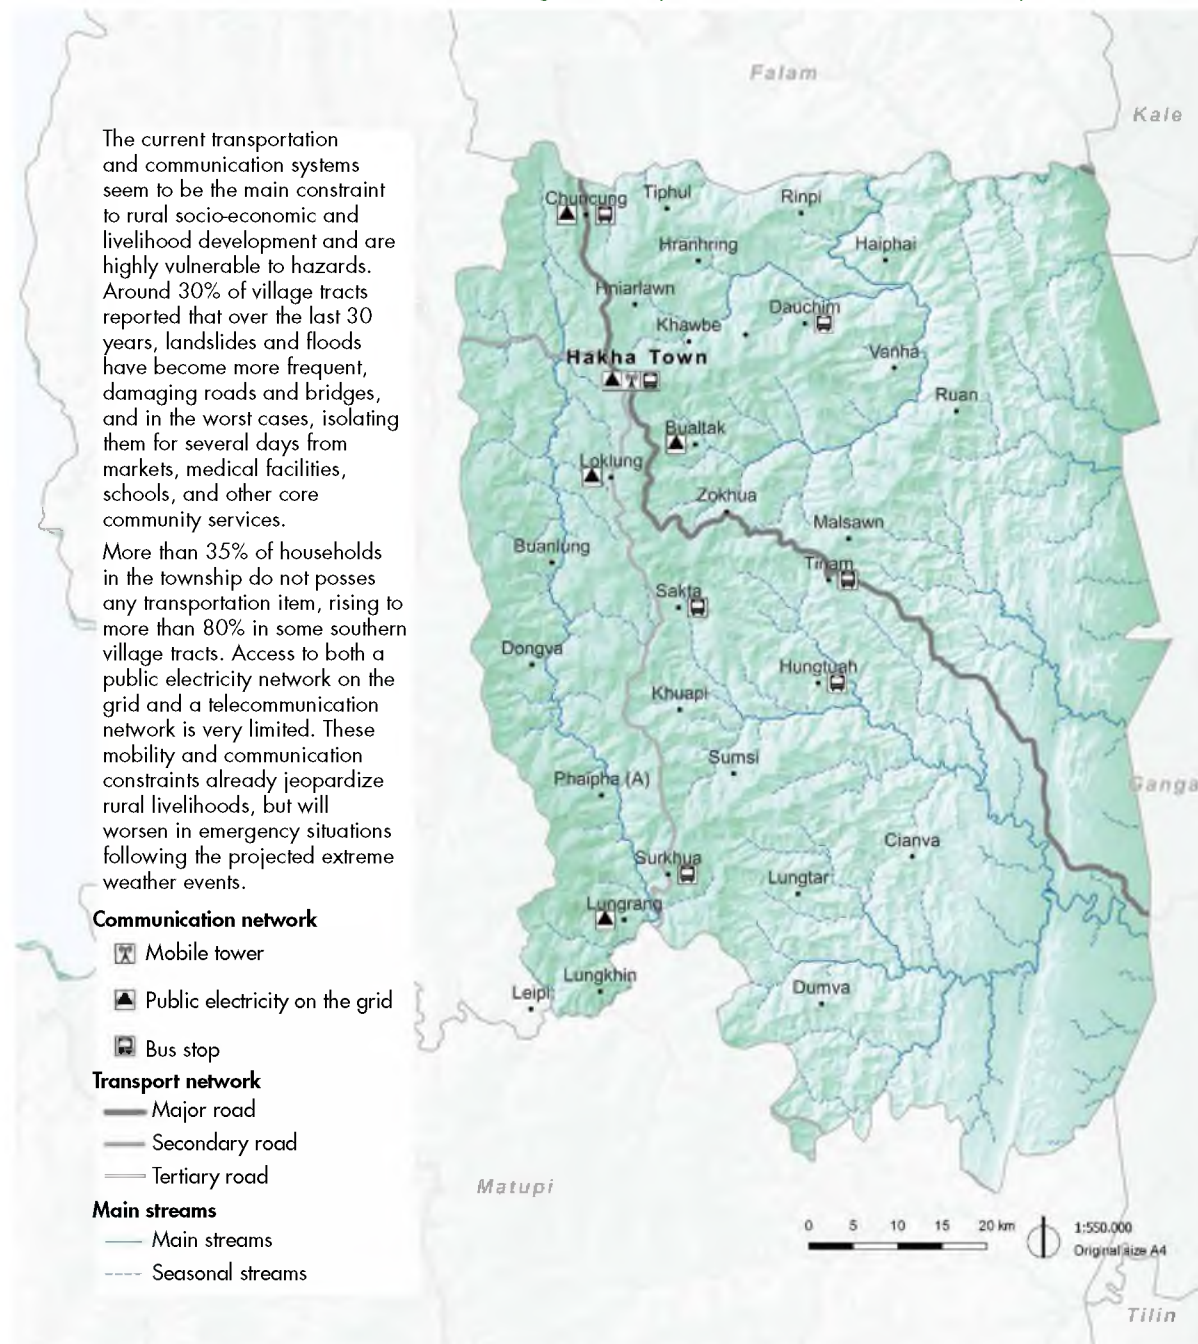 The current transportation
and communication systems
seem to be the main constraint
to rural socio-economic and
livelihood development and are
highly vulnerable to hazards.
Around 30% of village tracts
reported that over the last 30
years, landslides and floods
have become more frequent,
damaging roads and bridges,
and in the worst cases, isolating
them for several days from
markets, medical facilities,
schools, and other core
community services.
More than 35% of households
in the township do not posses
any transportation item, rising to
more than 80% in some southern
village tracts. Access to both a
public electricity network on the
grid and a telecommunication
network is very limited. These
mobility and communication
constraints already jeopardize
rural livelihoods, but will
worsen in emergency situations
following the projected extreme
weather events.
Communication network
Mobile tower
Public electricity on the grid
Bus stop
Transport network
Major road
Secondary road
Tertiary road
Main streams
Main streams
Seasonal streams
Falam
Kale
Chuncung
Tiphul
Rinpi
Hranhring
Haiphai
Hniarlawn
Dauchim
Khawbe
Hakha Town
Vanha
Ruan
Bualtak
Loklung
Zokhua
Malsawn
Buanlung
Tinam
Sakta
Dongva
Hungtuah
Khuapi
Sumsi
Phaipha (A)
Ganga
Cianva
Surkhua
Lungtar
Lungrang
Lungkhin
Leipi
Dumva
Matupi
0 5 10 15 20 km
1:550.000
Original size A4
Tilin